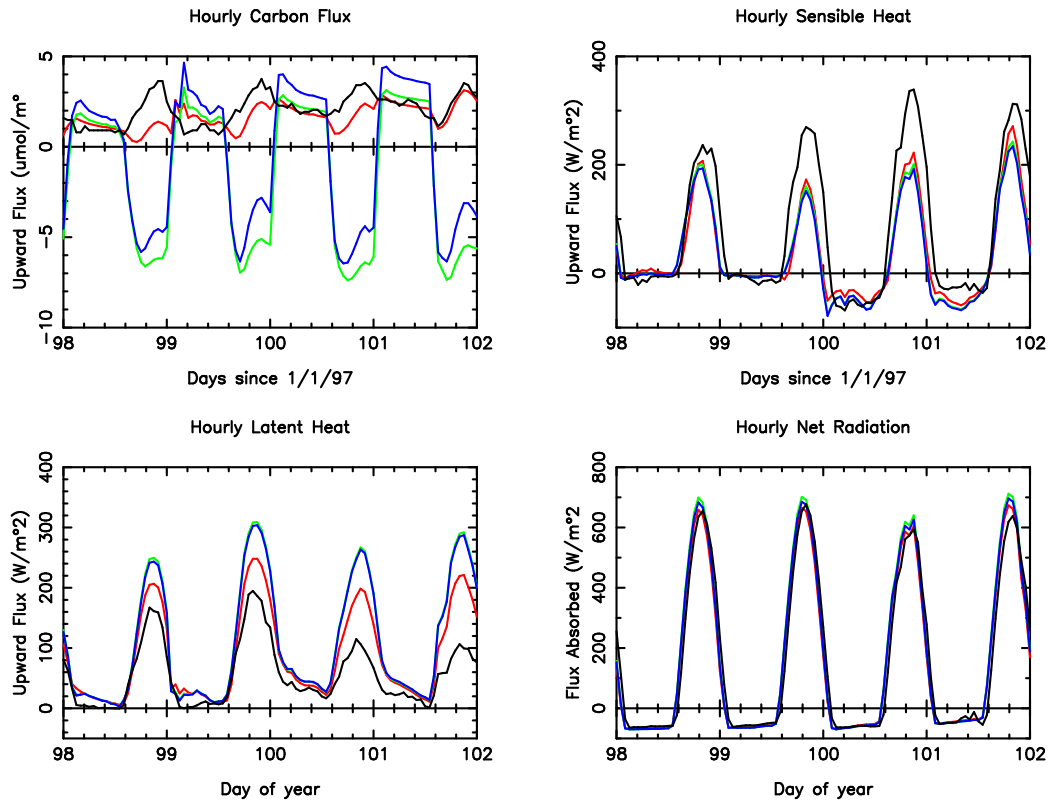 Hourly Carbon Flux
Upward Flux (umol/m°
5
0
−5
−10
98 99 100 101 102
Days since 1/1/97
Hourly Sensible Heat
Upward Flux (W/m°2)
400
200
0
98 99 100 101 102
Days since 1/1/97
Hourly Latent Heat
Upward Flux (W/m°2)
400
300
200
100
0
98 99 100 101 102
Day of year
Hourly Net Radiation
Flux Absorbed (W/m°2
800
600
400
200
0
98 99 100 101 102
Day of year